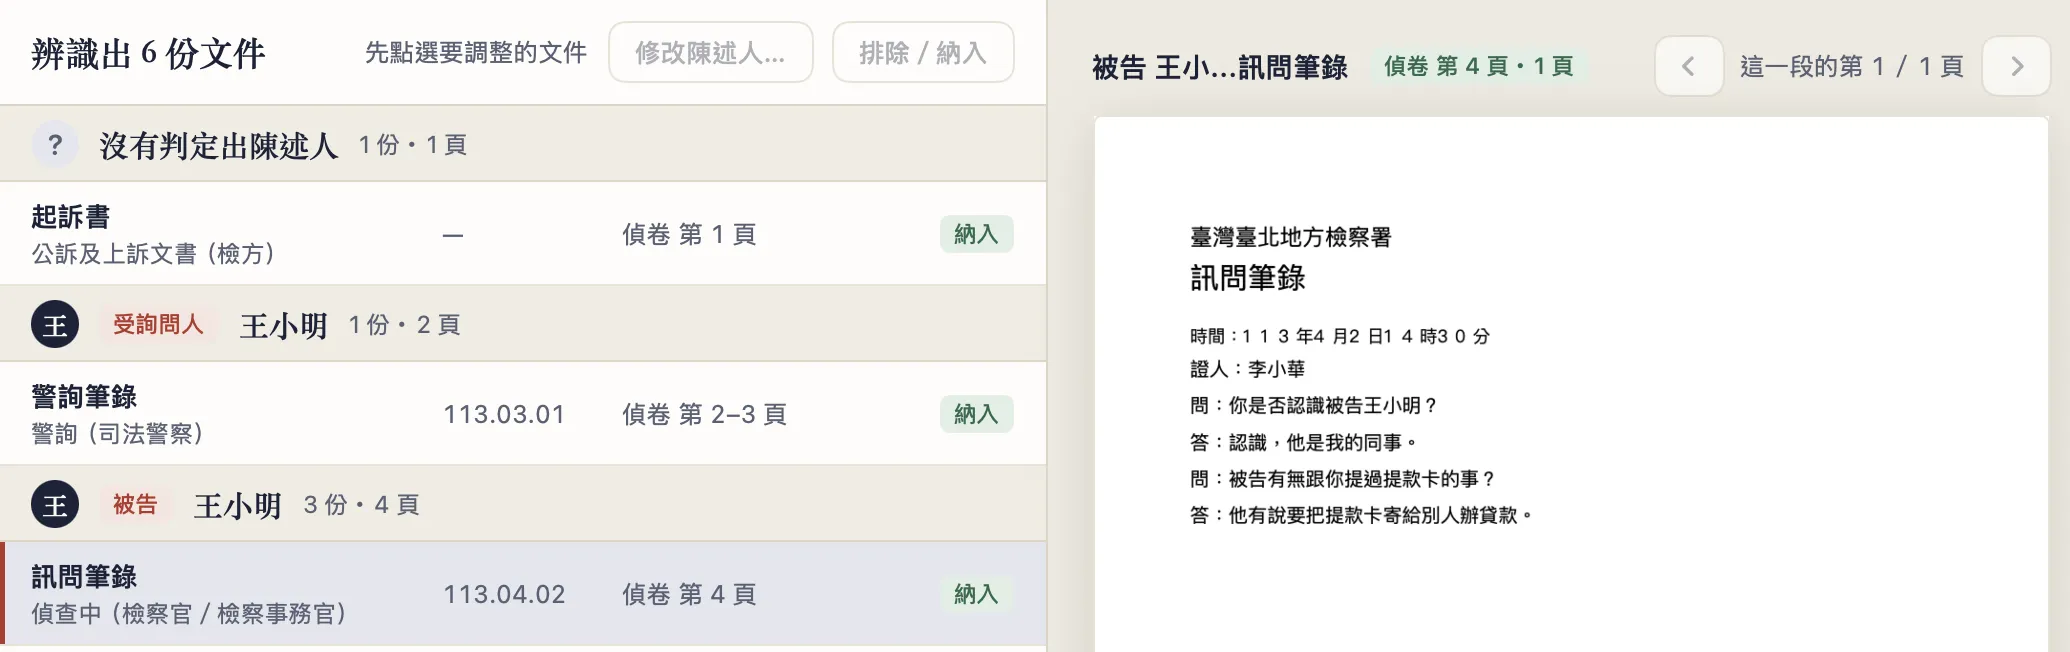 辨識出 6 份文件
先點選要調整的文件
修改陳述人...
排除 / 納入
? 沒有判定出陳述人 1 份・1 頁
起訴書
公訴及上訴文書（檢方）
—
偵卷 第 1 頁
納入
王 受詢問人 王小明 1 份・2 頁
警詢筆錄
警詢（司法警察）
113.03.01
偵卷 第 2–3 頁
納入
王 被告 王小明 3 份・4 頁
訊問筆錄
偵查中（檢察官 / 檢察事務官）
113.04.02
偵卷 第 4 頁
納入
被告 王小...訊問筆錄
偵卷 第 4 頁・1 頁
這一段的第 1 / 1 頁
臺灣臺北地方檢察署
訊問筆錄
時間：1 1 3 年4 月2 日1 4 時3 0 分
證人：李小華
問：你是否認識被告王小明？
答：認識，他是我的同事。
問：被告有無跟你提過提款卡的事？
答：他有說要把提款卡寄給別人辦貸款。